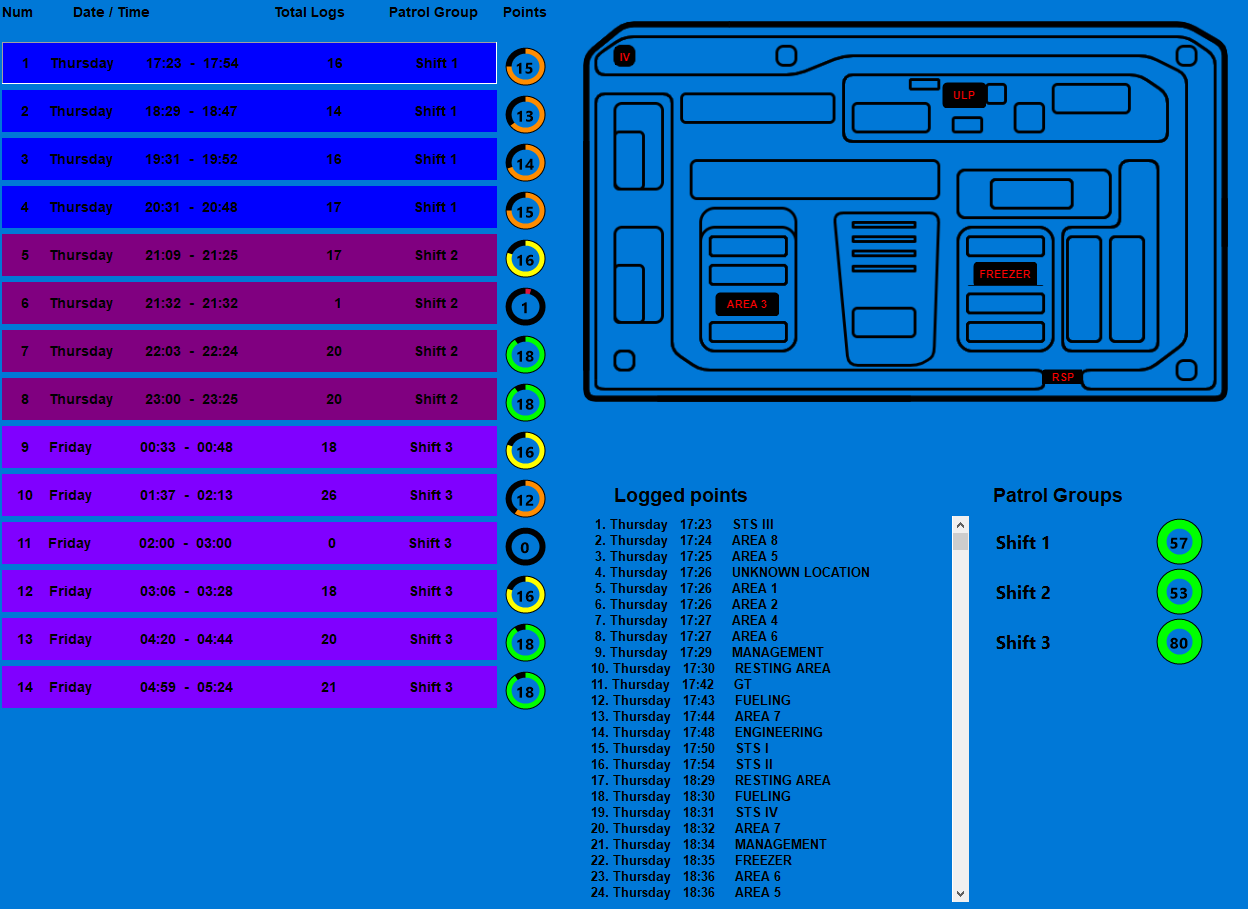 Num Date / Time Total Logs Patrol Group Points
1 Thursday 17:23 - 17:54 16 Shift 1 15
2 Thursday 18:29 - 18:47 14 Shift 1 13
3 Thursday 19:31 - 19:52 16 Shift 1 14
4 Thursday 20:31 - 20:48 17 Shift 1 15
5 Thursday 21:09 - 21:25 17 Shift 2 16
6 Thursday 21:32 - 21:32 1 Shift 2 1
7 Thursday 22:03 - 22:24 20 Shift 2 18
8 Thursday 23:00 - 23:25 20 Shift 2 18
9 Friday 00:33 - 00:48 18 Shift 3 16
10 Friday 01:37 - 02:13 26 Shift 3 12
11 Friday 02:00 - 03:00 0 Shift 3 0
12 Friday 03:06 - 03:28 18 Shift 3 16
13 Friday 04:20 - 04:44 20 Shift 3 18
14 Friday 04:59 - 05:24 21 Shift 3 18
IV
ULP
FREEZER
AREA 3
RSP
Logged points
1. Thursday 17:23 STS III
2. Thursday 17:24 AREA 8
3. Thursday 17:25 AREA 5
4. Thursday 17:26 UNKNOWN LOCATION
5. Thursday 17:26 AREA 1
6. Thursday 17:26 AREA 2
7. Thursday 17:27 AREA 4
8. Thursday 17:27 AREA 6
9. Thursday 17:29 MANAGEMENT
10. Thursday 17:30 RESTING AREA
11. Thursday 17:42 GT
12. Thursday 17:43 FUELING
13. Thursday 17:44 AREA 7
14. Thursday 17:48 ENGINEERING
15. Thursday 17:50 STS I
16. Thursday 17:54 STS II
17. Thursday 18:29 RESTING AREA
18. Thursday 18:30 FUELING
19. Thursday 18:31 STS IV
20. Thursday 18:32 AREA 7
21. Thursday 18:34 MANAGEMENT
22. Thursday 18:35 FREEZER
23. Thursday 18:36 AREA 6
24. Thursday 18:36 AREA 5
Patrol Groups
Shift 1 57
Shift 2 53
Shift 3 80